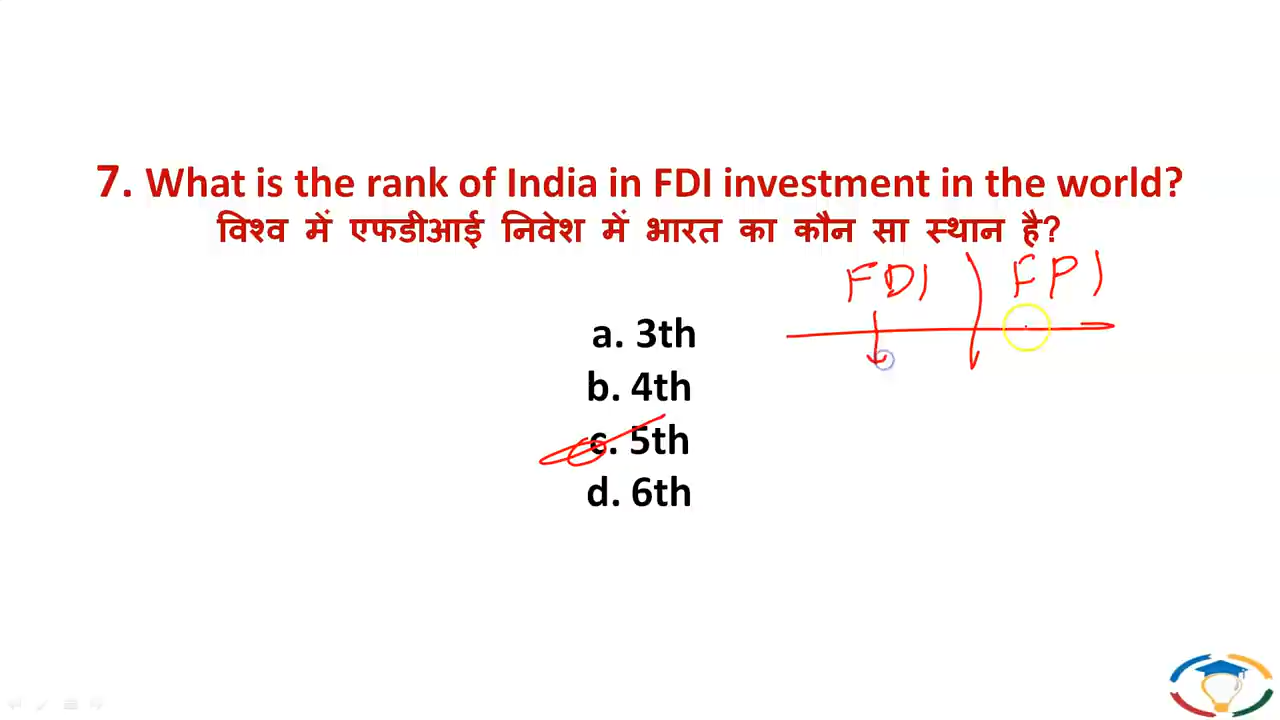 7. What is the rank of India in FDI investment in the world?
विश्व में एफडीआई निवेश में भारत का कौन सा स्थान है?
FDI FPI
a. 3th
b. 4th
c. 5th
d. 6th